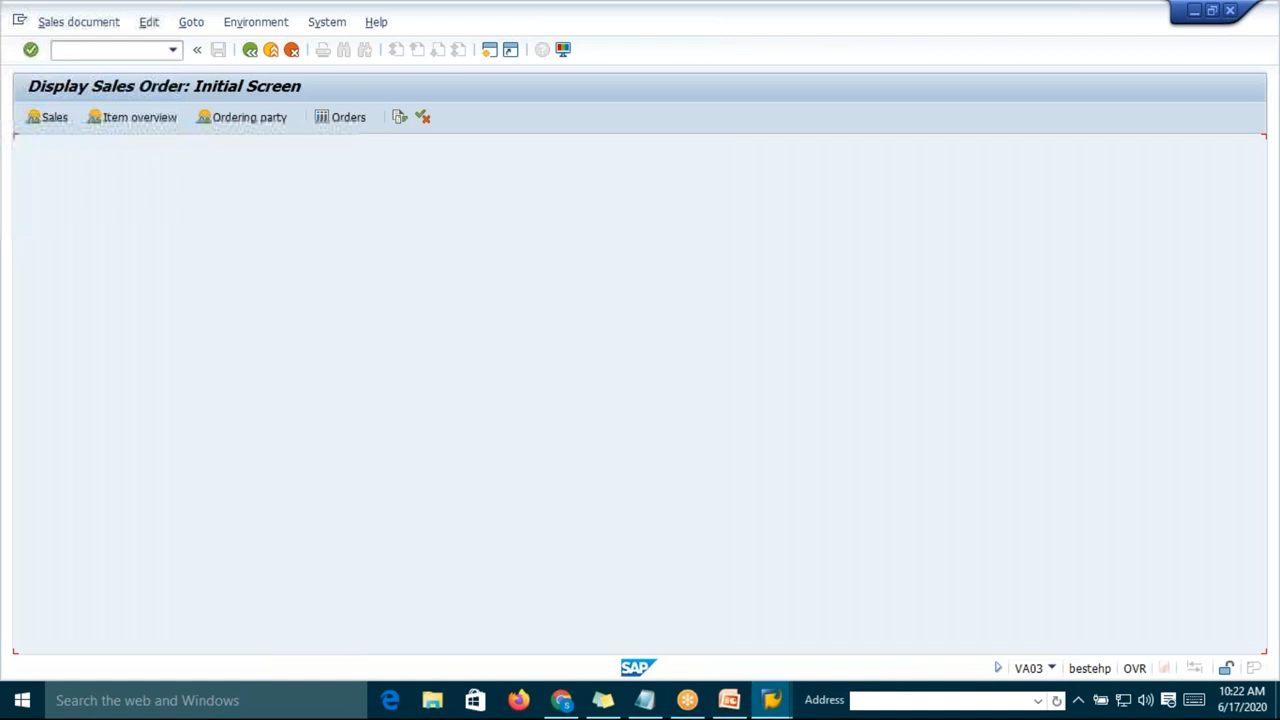 Sales document Edit Goto Environment System Help
Display Sales Order: Initial Screen
Sales Item overview Ordering party Orders
SAP VA03 bestehp OVR
Search the web and Windows Address 10:22 AM
6/17/2020